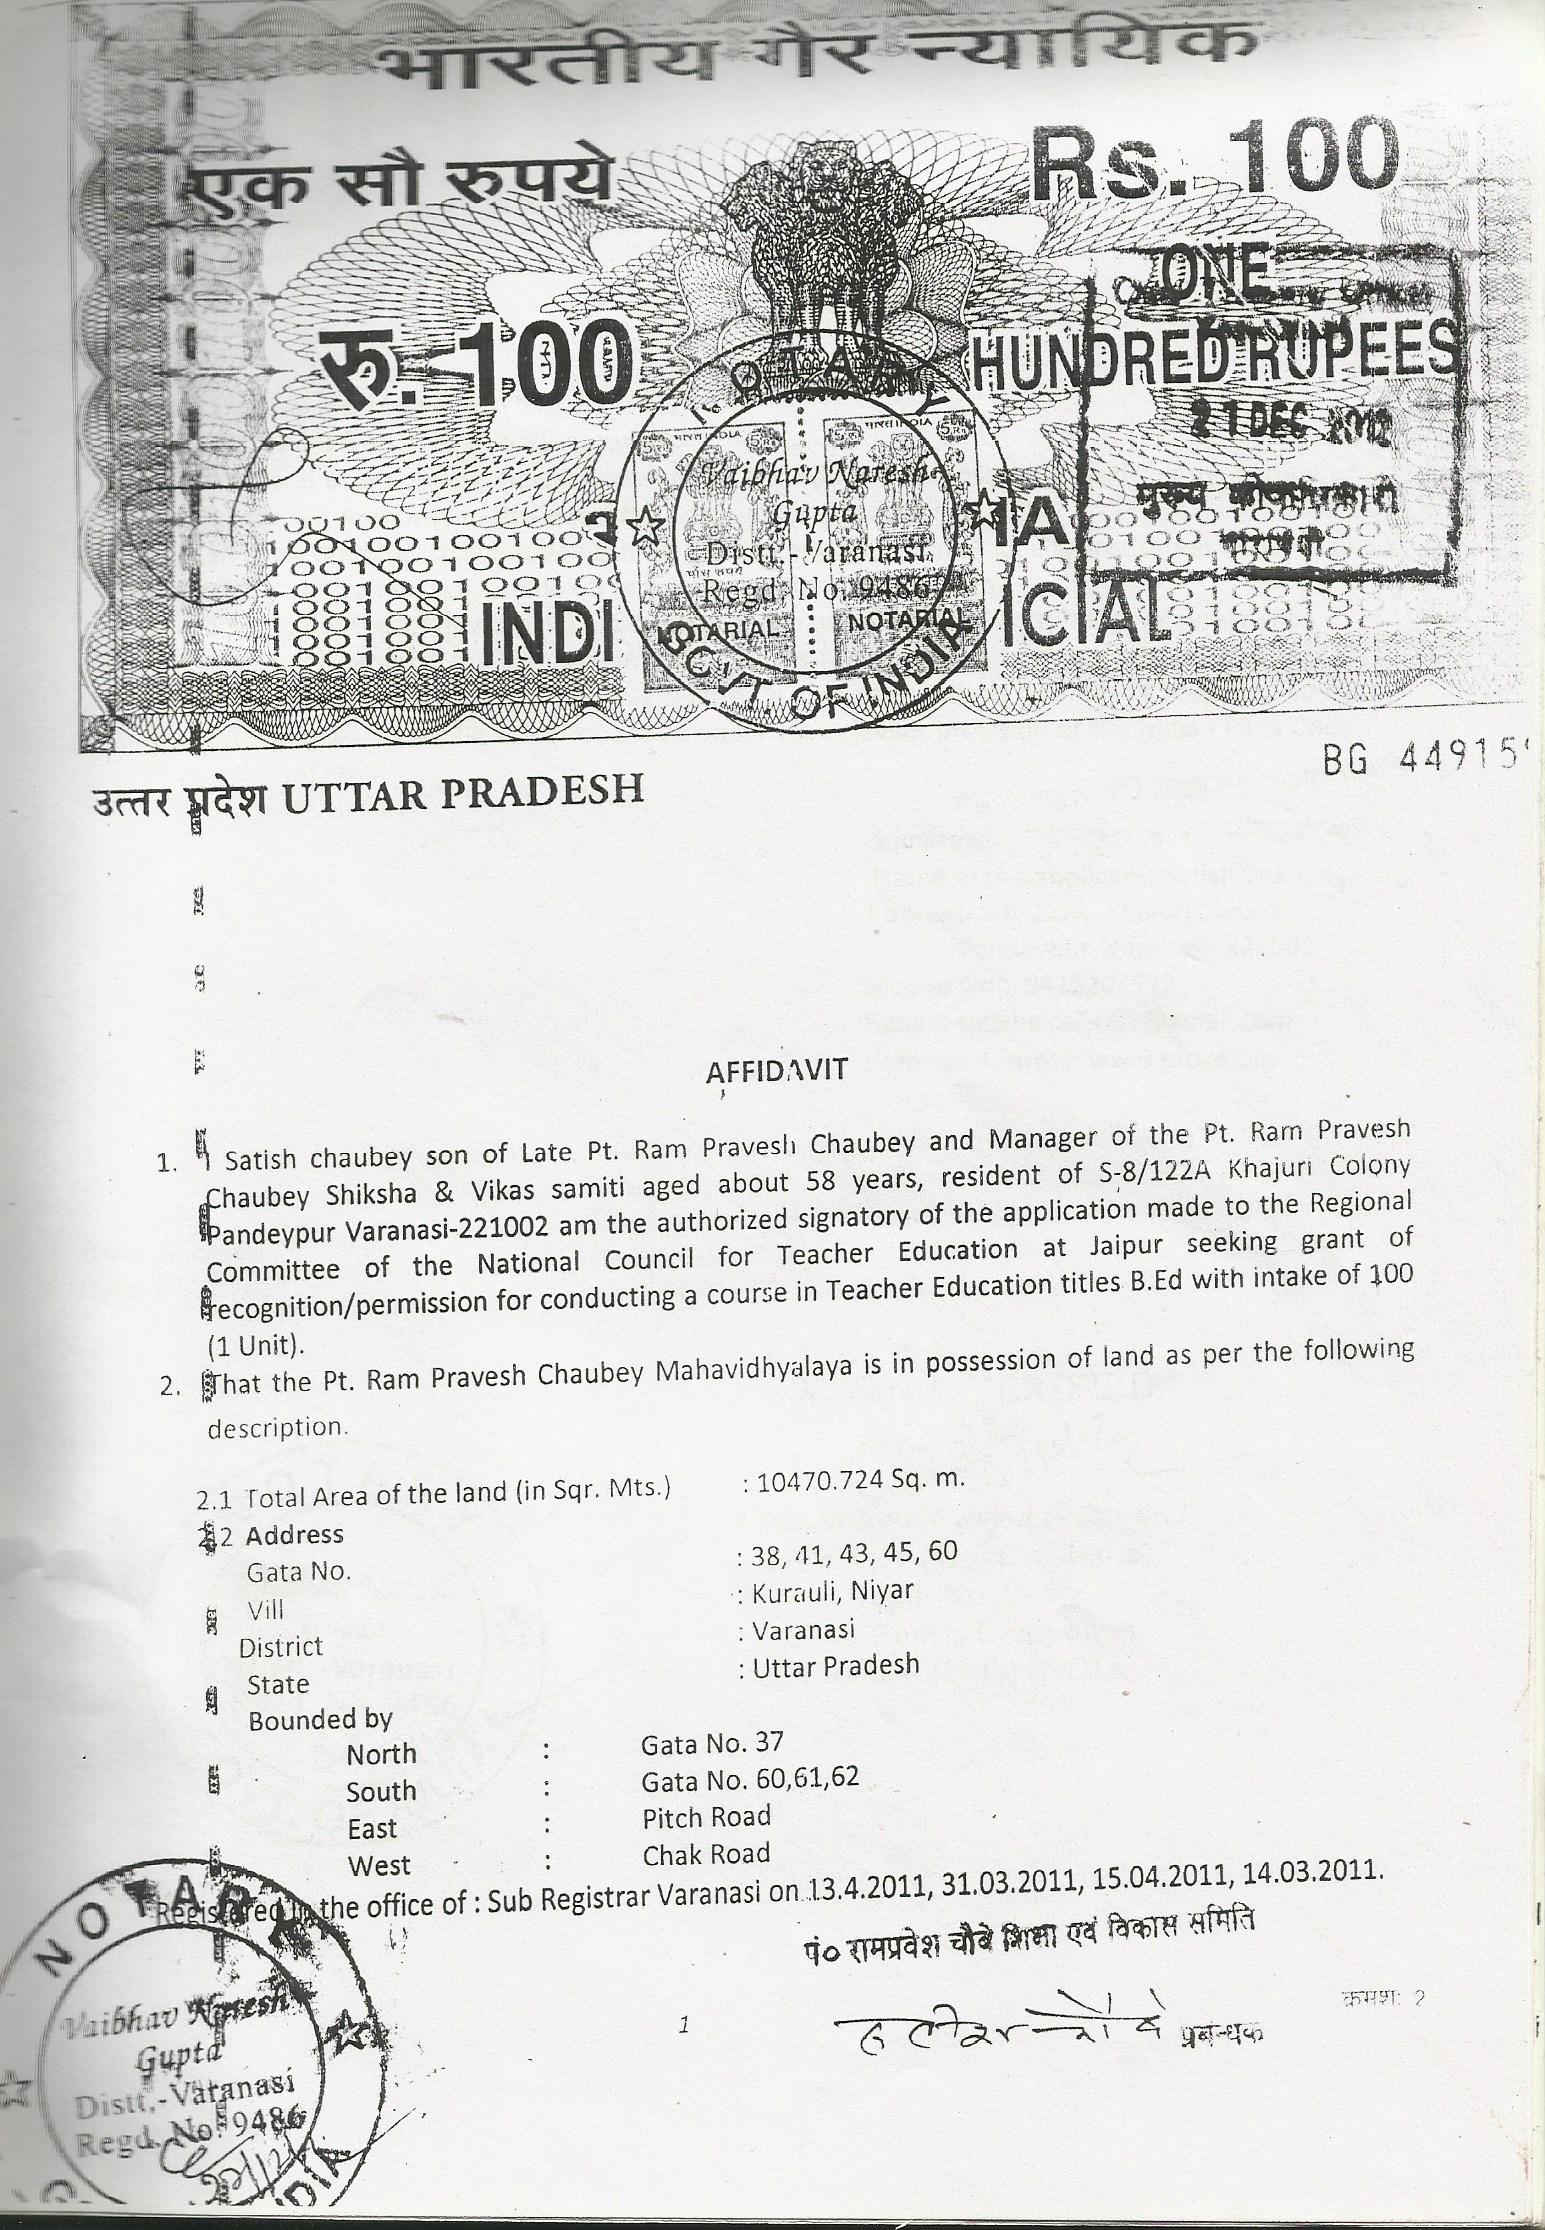 भारतीय गैर न्यायिक
एक सौ रुपये
Rs. 100
रु. 100
ONE
HUNDRED RUPEES
21 DEC 2012
मुख्य
NOTARY
भारत INDIA
भारत INDIA
Vaibhav Naresh
Gupta
Distt.-Varanasi
Regd. No. 9486
NOTARIAL
NOTARIAL
GOVT. OF INDIA
IA
INDI
ICIAL
BG 44915
उत्तर प्रदेश UTTAR PRADESH
AFFIDAVIT
1. I Satish chaubey son of Late Pt. Ram Pravesh Chaubey and Manager of the Pt. Ram Pravesh
Chaubey Shiksha & Vikas samiti aged about 58 years, resident of S-8/122A Khajuri Colony
Pandeypur Varanasi-221002 am the authorized signatory of the application made to the Regional
Committee of the National Council for Teacher Education at Jaipur seeking grant of
recognition/permission for conducting a course in Teacher Education titles B.Ed with intake of 100
(1 Unit).
2. That the Pt. Ram Pravesh Chaubey Mahavidhyalaya is in possession of land as per the following
description.
2.1 Total Area of the land (in Sqr. Mts.) : 10470.724 Sq. m.
2.2 Address
Gata No. : 38, 41, 43, 45, 60
Vill : Kurauli, Niyar
District : Varanasi
State : Uttar Pradesh
Bounded by
North : Gata No. 37
South : Gata No. 60,61,62
East : Pitch Road
West : Chak Road
Registered in the office of : Sub Registrar Varanasi on 13.4.2011, 31.03.2011, 15.04.2011, 14.03.2011.
पं० रामप्रवेश चौबे शिक्षा एवं विकास समिति
क्रमशः 2
1
सतीश चौबे प्रबन्धक
NOTARY
Vaibhav Naresh
Gupta
Distt.-Varanasi
Regd. No. 9486